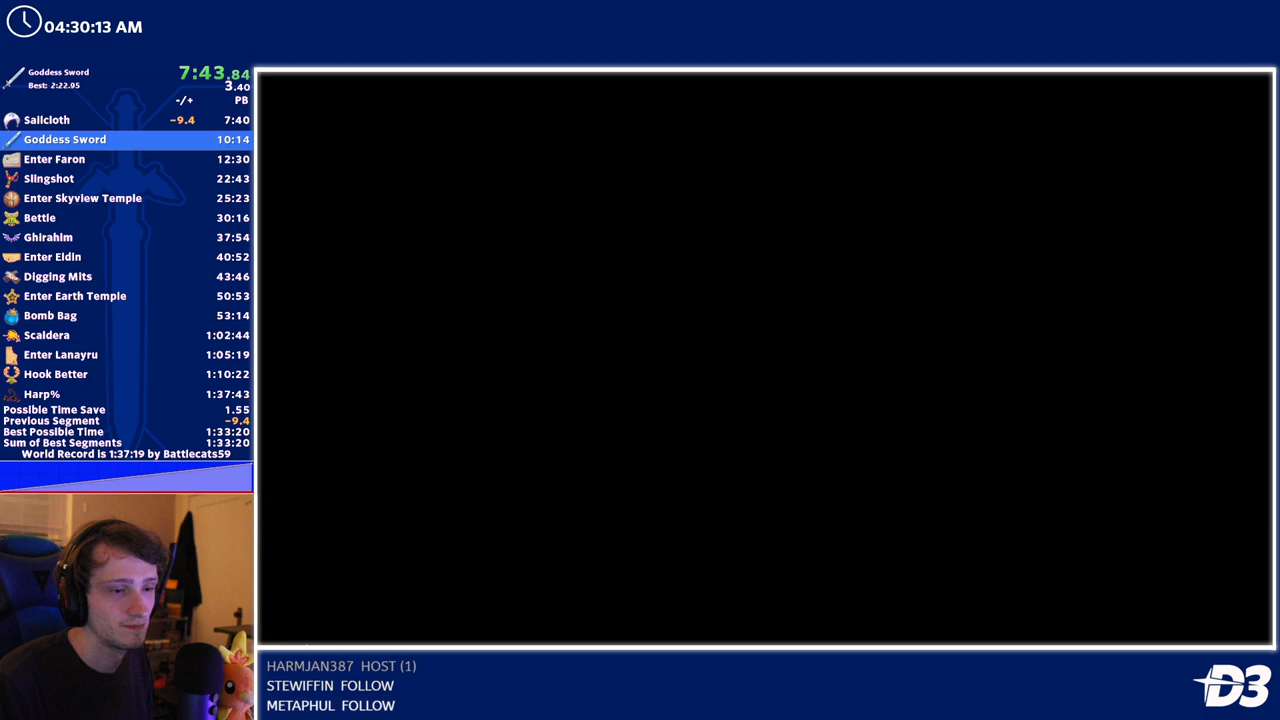 04:30:13 AM
Goddess Sword 7:43.84
Best: 2:22.95 3.40
-/+ PB
Sailcloth -9.4 7:40
Goddess Sword 10:14
Enter Faron 12:30
Slingshot 22:43
Enter Skyview Temple 25:23
Bettle 30:16
Ghirahim 37:54
Enter Eldin 40:52
Digging Mits 43:46
Enter Earth Temple 50:53
Bomb Bag 53:14
Scaldera 1:02:44
Enter Lanayru 1:05:19
Hook Better 1:10:22
Harp% 1:37:43
Possible Time Save 1.55
Previous Segment -9.4
Best Possible Time 1:33:20
Sum of Best Segments 1:33:20
World Record is 1:37:19 by Battlecats59
HARMJAN387 HOST (1)
STEWIFFIN FOLLOW
METAPHUL FOLLOW
D3